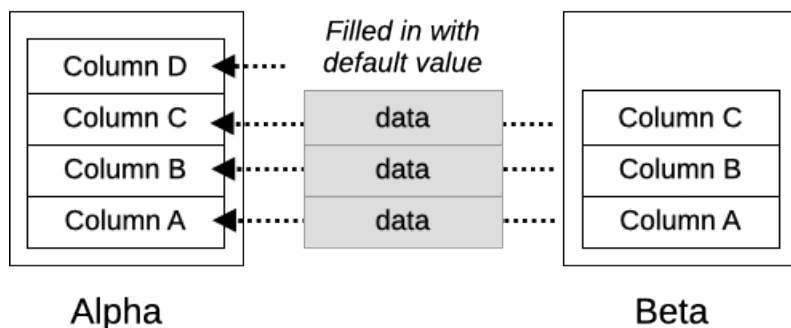 Filled in with
default value
Column D
Column C
data
Column C
Column B
data
Column B
Column A
data
Column A
Alpha
Beta